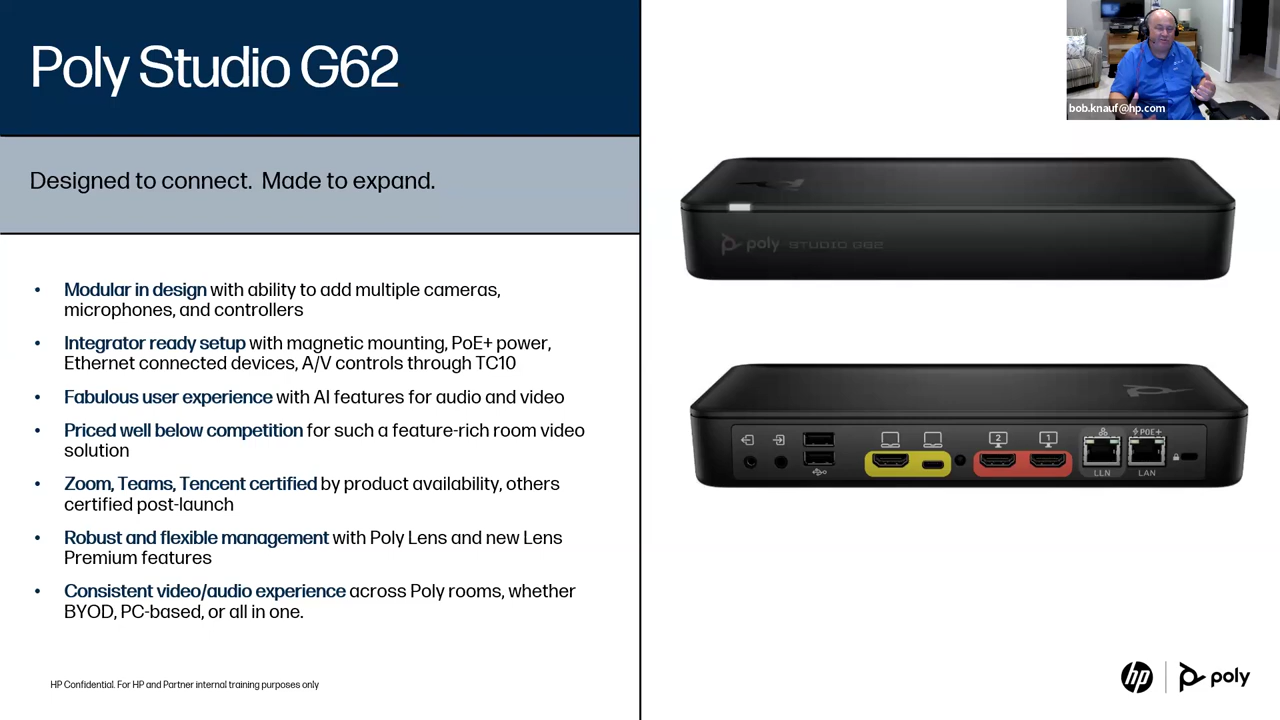 Poly Studio G62
bob.knauf@hp.com
Designed to connect.  Made to expand.
poly STUDIO G62
• Modular in design with ability to add multiple cameras,
microphones, and controllers
• Integrator ready setup with magnetic mounting, PoE+ power,
Ethernet connected devices, A/V controls through TC10
• Fabulous user experience with AI features for audio and video
• Priced well below competition for such a feature-rich room video
solution
• Zoom, Teams, Tencent certified by product availability, others
certified post-launch
• Robust and flexible management with Poly Lens and new Lens
Premium features
• Consistent video/audio experience across Poly rooms, whether
BYOD, PC-based, or all in one.
2 1 POE+
LLN LAN
HP Confidential. For HP and Partner internal training purposes only
hp poly